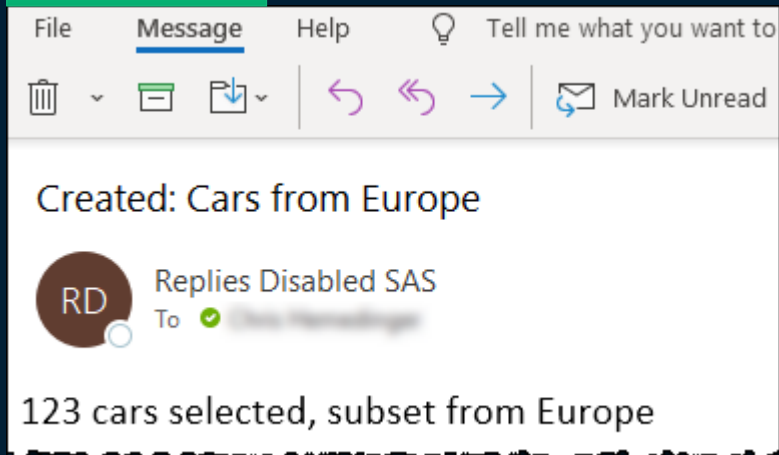 File Message Help Tell me what you want to
Mark Unread
Created: Cars from Europe
RD
Replies Disabled SAS
To
123 cars selected, subset from Europe